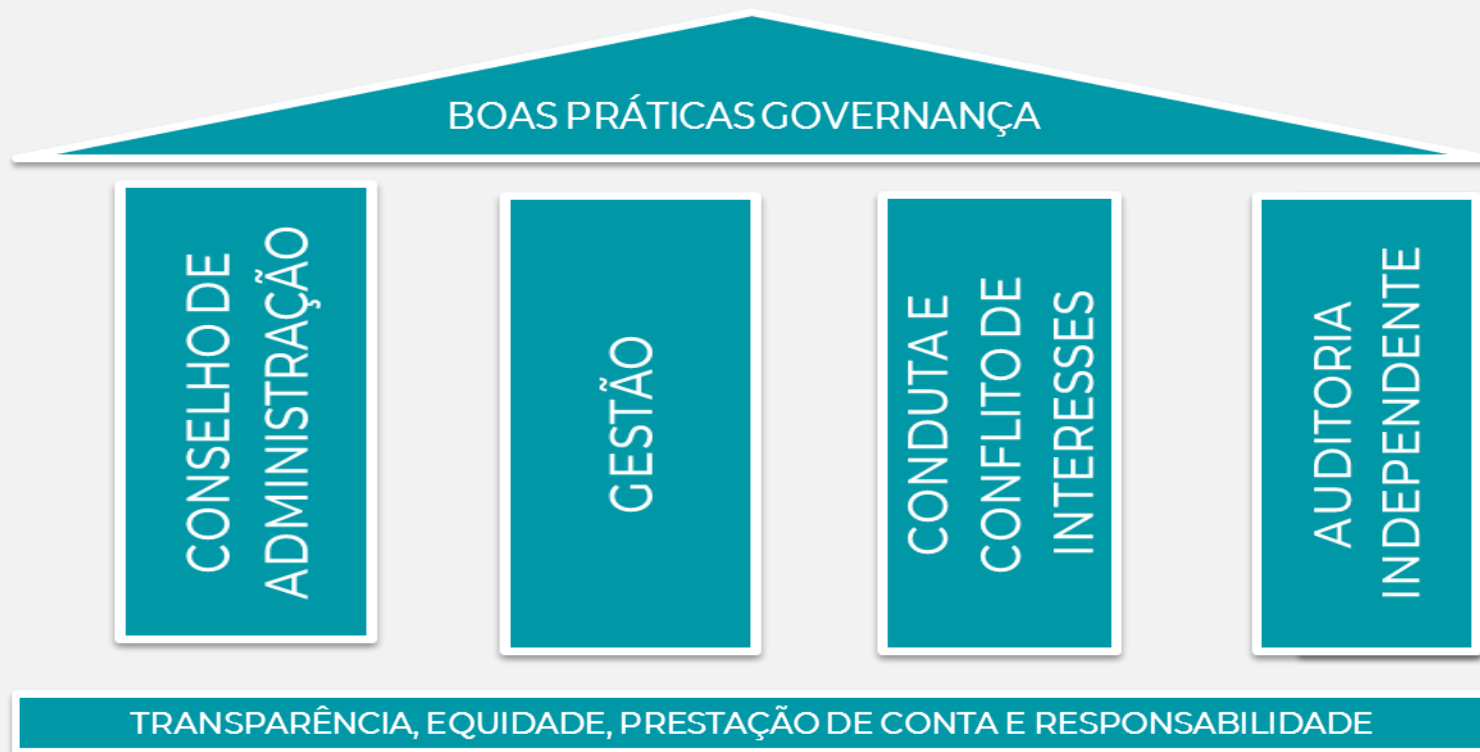 BOAS PRÁTICAS GOVERNANÇA
CONSELHO DE
ADMINISTRAÇÃO
GESTÃO
CONDUTA E
CONFLITO DE
INTERESSES
AUDITORIA
INDEPENDENTE
TRANSPARÊNCIA, EQUIDADE, PRESTAÇÃO DE CONTA E RESPONSABILIDADE